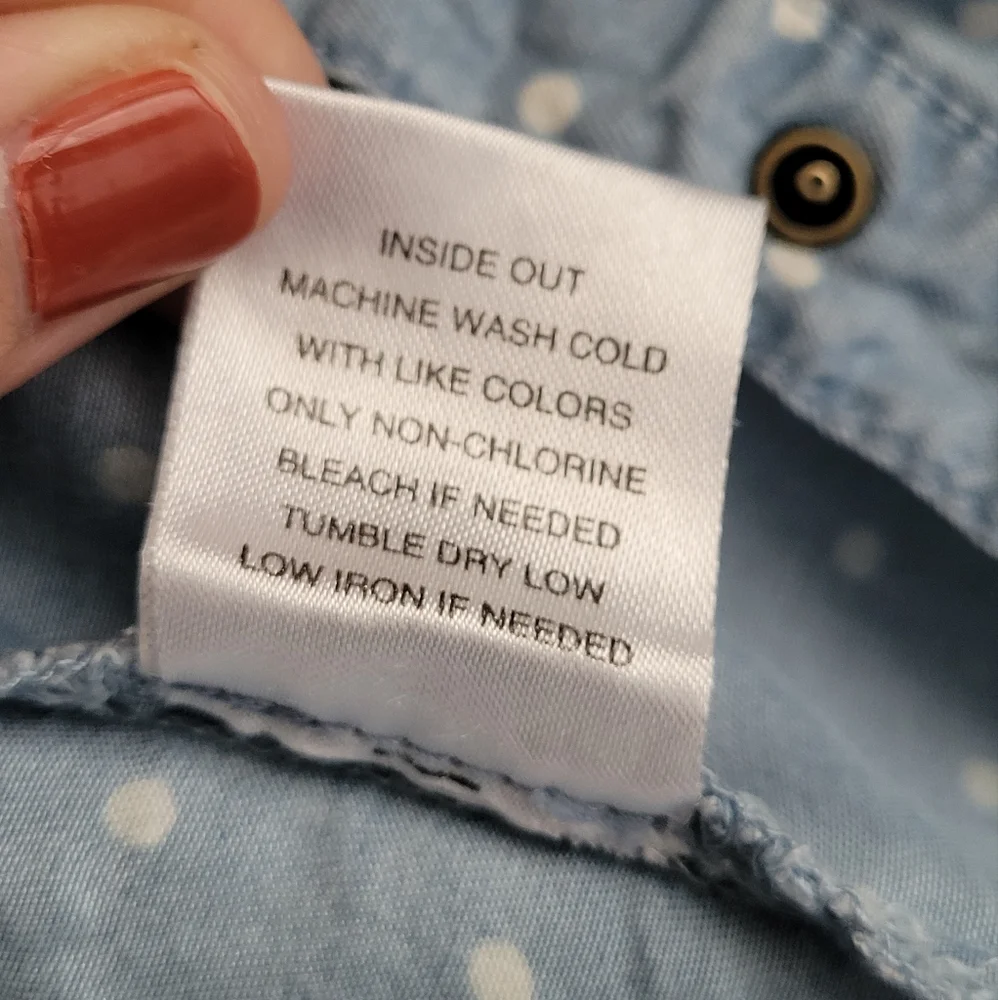 INSIDE OUT
MACHINE WASH COLD
WITH LIKE COLORS
ONLY NON-CHLORINE
BLEACH IF NEEDED
TUMBLE DRY LOW
LOW IRON IF NEEDED